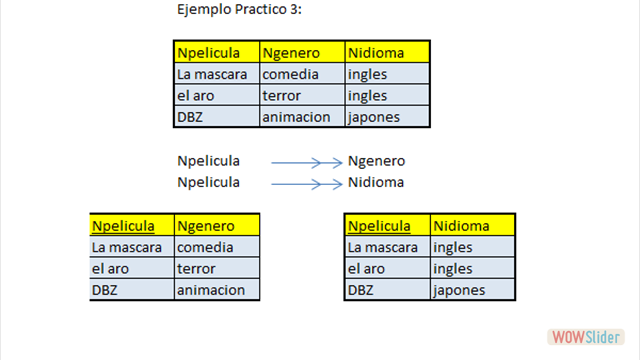 Ejemplo Practico 3:
Npelicula Ngenero Nidioma
La mascara comedia ingles
el aro terror ingles
DBZ animacion japones
Npelicula Ngenero
Npelicula Nidioma
Npelicula Ngenero
La mascara comedia
el aro terror
DBZ animacion
Npelicula Nidioma
La mascara ingles
el aro ingles
DBZ japones
WOWSlider